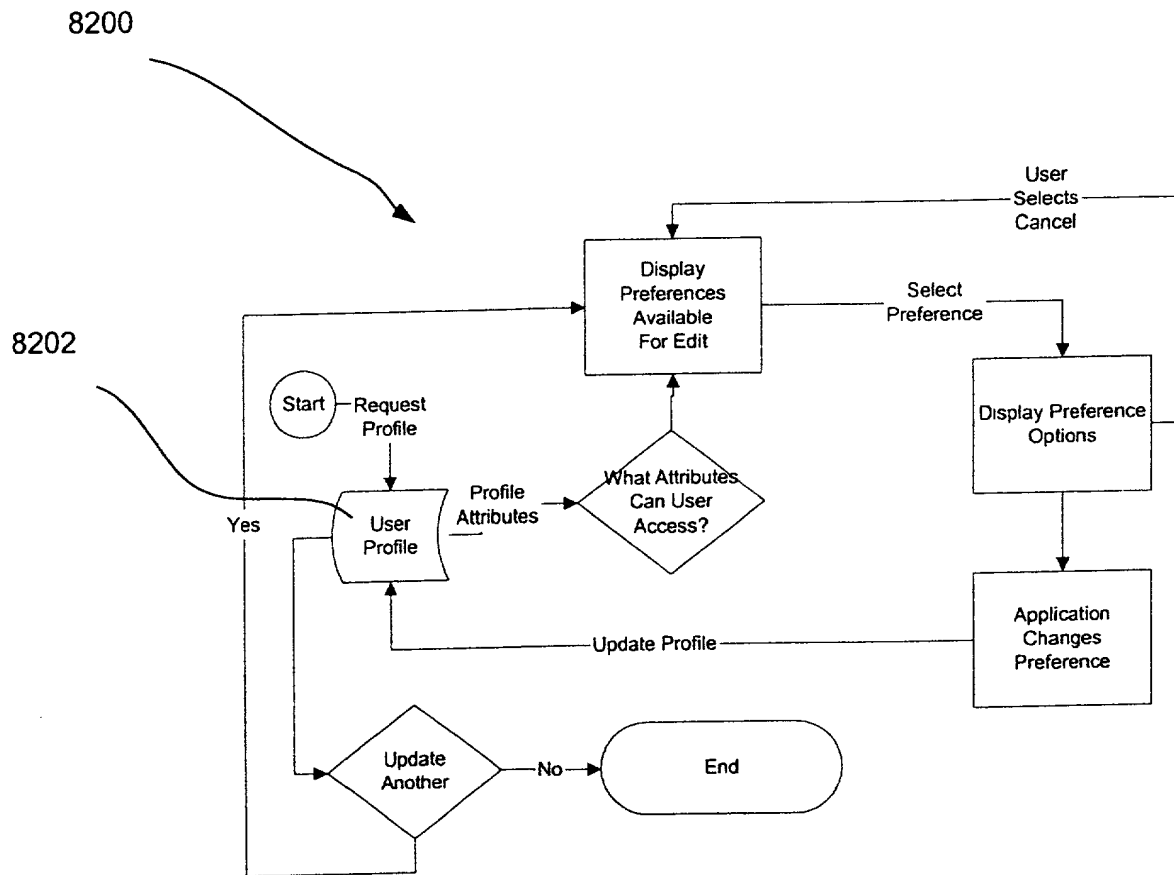 8200
User
Selects
Cancel
Display
Preferences
Available
For Edit
Select
Preference
8202
Start
Request
Profile
Display Preference
Options
What Attributes
Can User
Access?
Profile
Attributes
User
Profile
Yes
Application
Changes
Preference
Update Profile
Update
Another
No
End